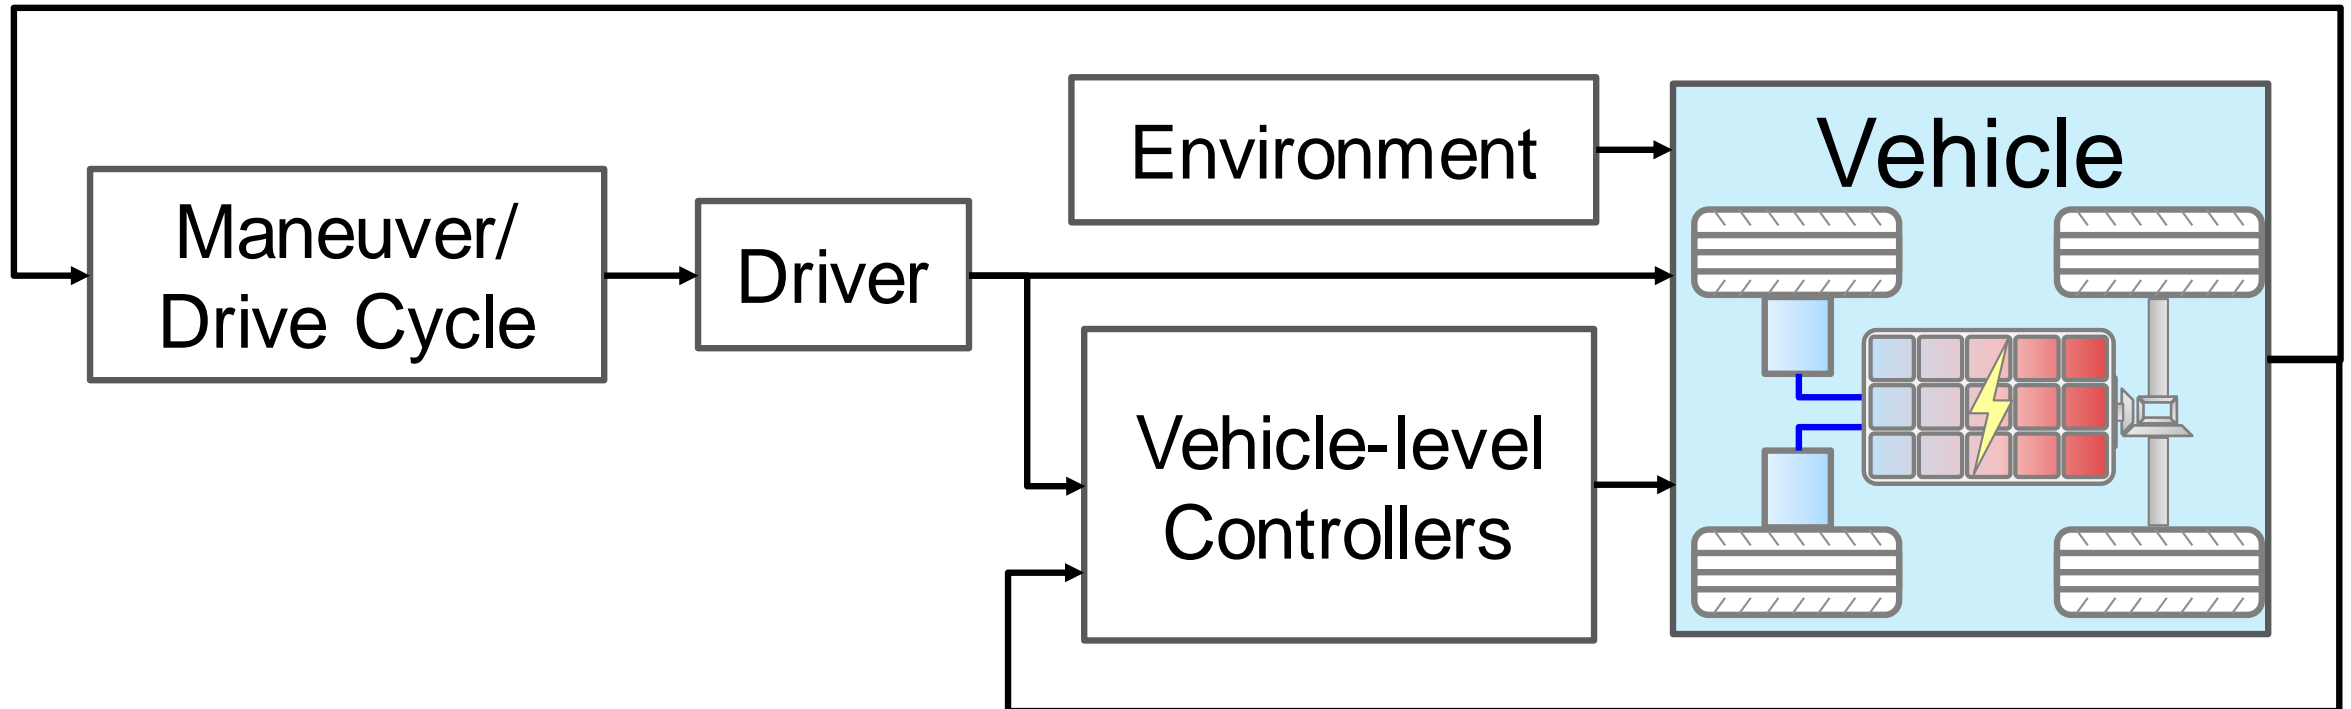 Maneuver/
Drive Cycle
Driver
Environment
Vehicle-level
Controllers
Vehicle